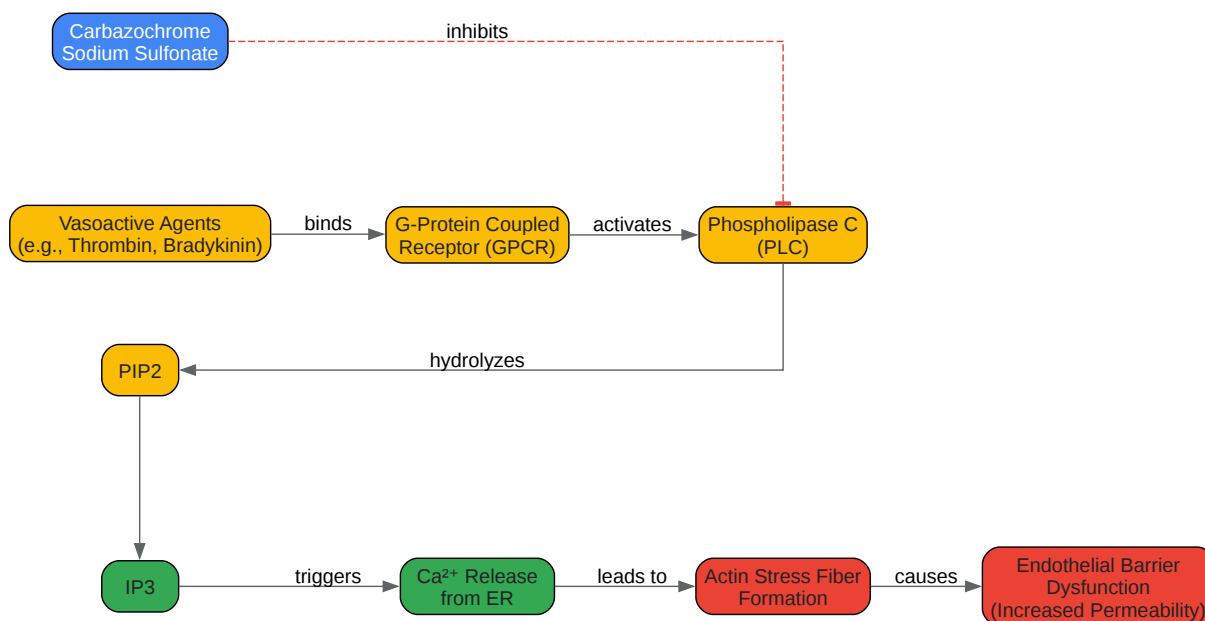 Carbazochrome
Sodium Sulfonate
inhibits
Vasoactive Agents
(e.g., Thrombin, Bradykinin)
binds
G-Protein Coupled
Receptor (GPCR)
activates
Phospholipase C
(PLC)
hydrolyzes
PIP2
IP3
triggers
Ca²⁺ Release
from ER
leads to
Actin Stress Fiber
Formation
causes
Endothelial Barrier
Dysfunction
(Increased Permeability)